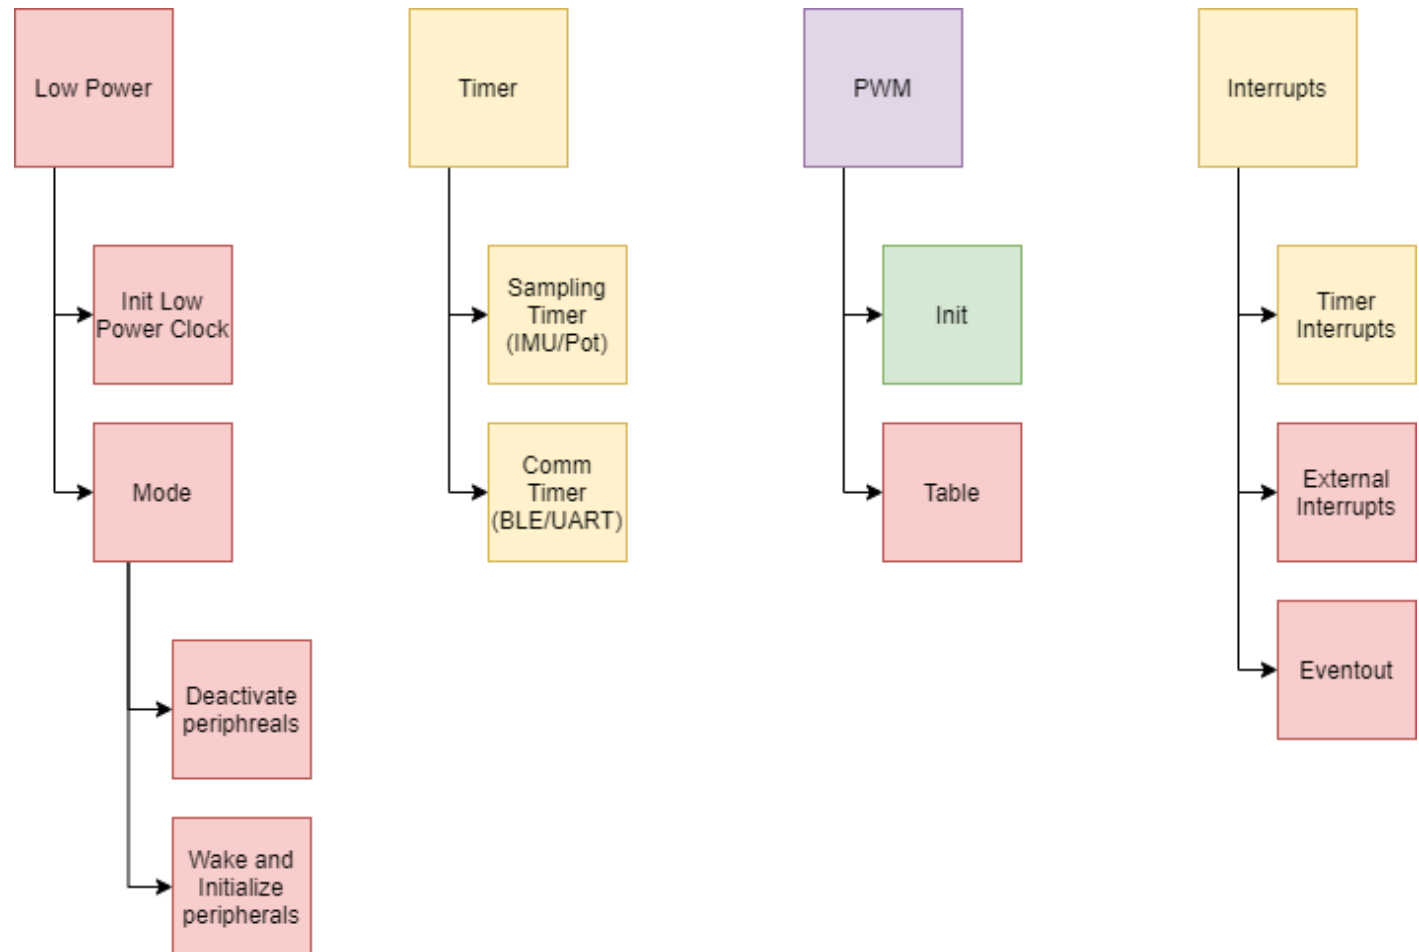 Low Power
Timer
PWM
Interrupts
Init Low
Power Clock
Sampling
Timer
(IMU/Pot)
Init
Timer
Interrupts
Mode
Comm
Timer
(BLE/UART)
Table
External
Interrupts
Deactivate
periphreals
Eventout
Wake and
Initialize
peripherals